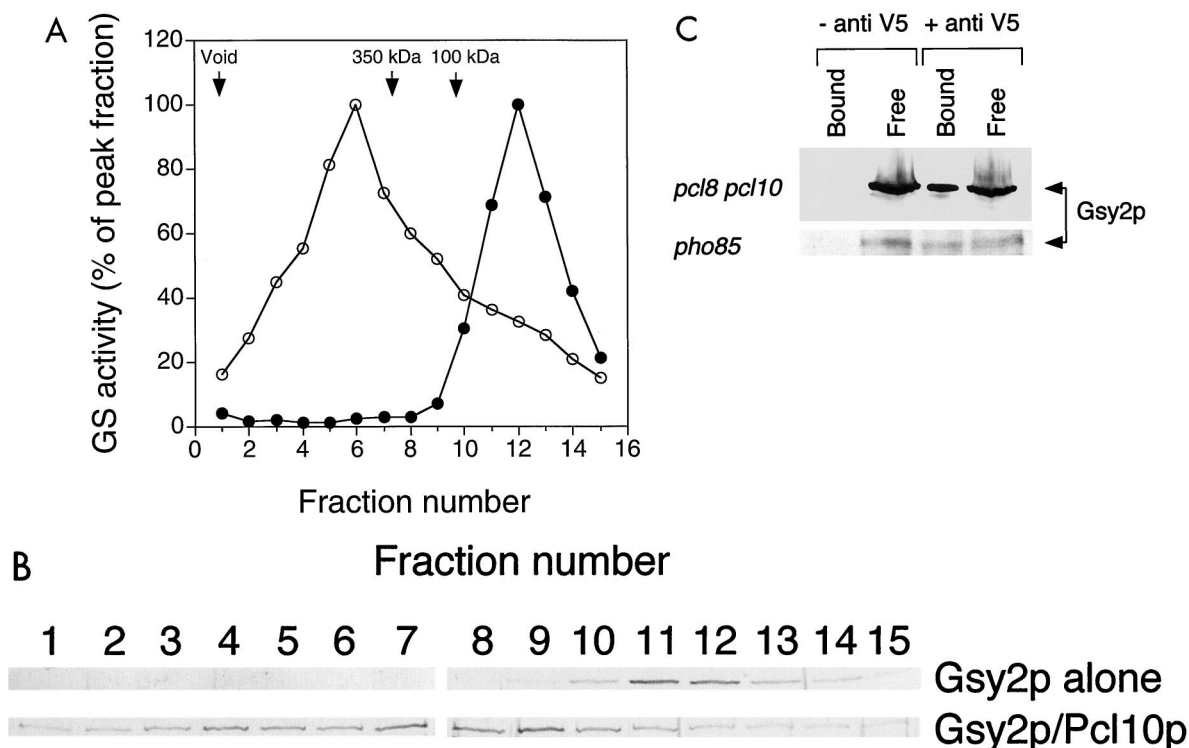 A
120
100
80
60
40
20
0
Void
350 kDa
100 kDa
GS activity (% of peak fraction)
0 2 4 6 8 10 12 14 16
Fraction number
C
- anti V5 + anti V5
Bound Free Bound Free
pcl8 pcl10
pho85
Gsy2p
B
Fraction number
1 2 3 4 5 6 7 8 9 10 11 12 13 14 15
Gsy2p alone
Gsy2p/Pcl10p